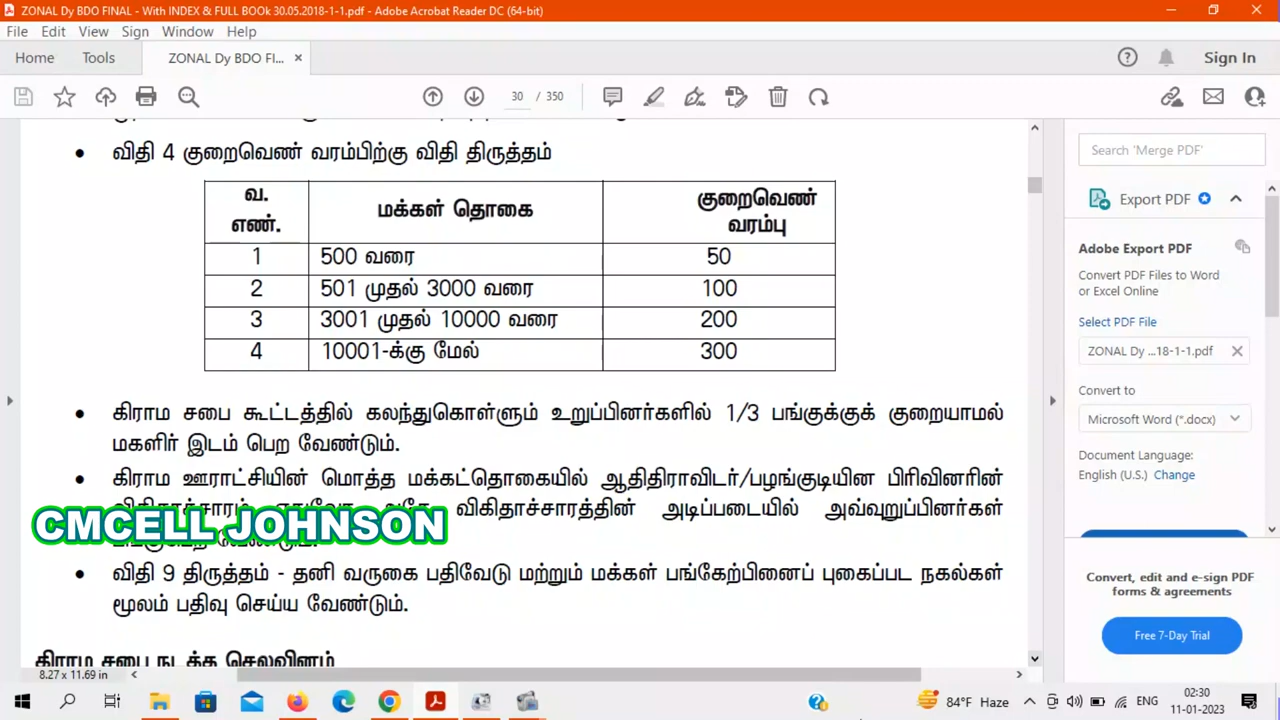 ZONAL Dy BDO FINAL - With INDEX & FULL BOOk 30.05.2018-1-1.pdf - Adobe Acrobat Reader DC (64-bit)
File Edit View Sign Window Help
Home Tools ZONAL Dy BDO FI... × Sign In
30 / 350
விதி 4 குறைவெண் வரம்பிற்கு விதி திருத்தம்
வ. எண். மக்கள் தொகை குறைவெண் வரம்பு
1 500 வரை 50
2 501 முதல் 3000 வரை 100
3 3001 முதல் 10000 வரை 200
4 10001-க்கு மேல் 300
• கிராம சபை கூட்டத்தில் கலந்துகொள்ளும் உறுப்பினர்களில் 1/3 பங்குக்குக் குறையாமல்
மகளிர் இடம் பெற வேண்டும்.
• கிராம ஊராட்சியின் மொத்த மக்கட்தொகையில் ஆதிதிராவிடர்/பழங்குடியின பிரிவினரின்
விகிதாச்சாரத்தின் அடிப்படையில் அவ்வுறுப்பினர்கள்
CMCELL JOHNSON
• விதி 9 திருத்தம் - தனி வருகை பதிவேடு மற்றும் மக்கள் பங்கேற்பினைப் புகைப்பட நகல்கள்
மூலம் பதிவு செய்ய வேண்டும்.
கிராம சபை நடக்க செலவினம்
8.27 x 11.69 in
Search 'Merge PDF'
Export PDF
Adobe Export PDF
Convert PDF Files to Word
or Excel Online
Select PDF File
ZONAL Dy ...18-1-1.pdf
Convert to
Microsoft Word (*.docx)
Document Language:
English (U.S.) Change
Convert, edit and e-sign PDF
forms & agreements
Free 7-Day Trial
84°F Haze ENG 02:30
11-01-2023